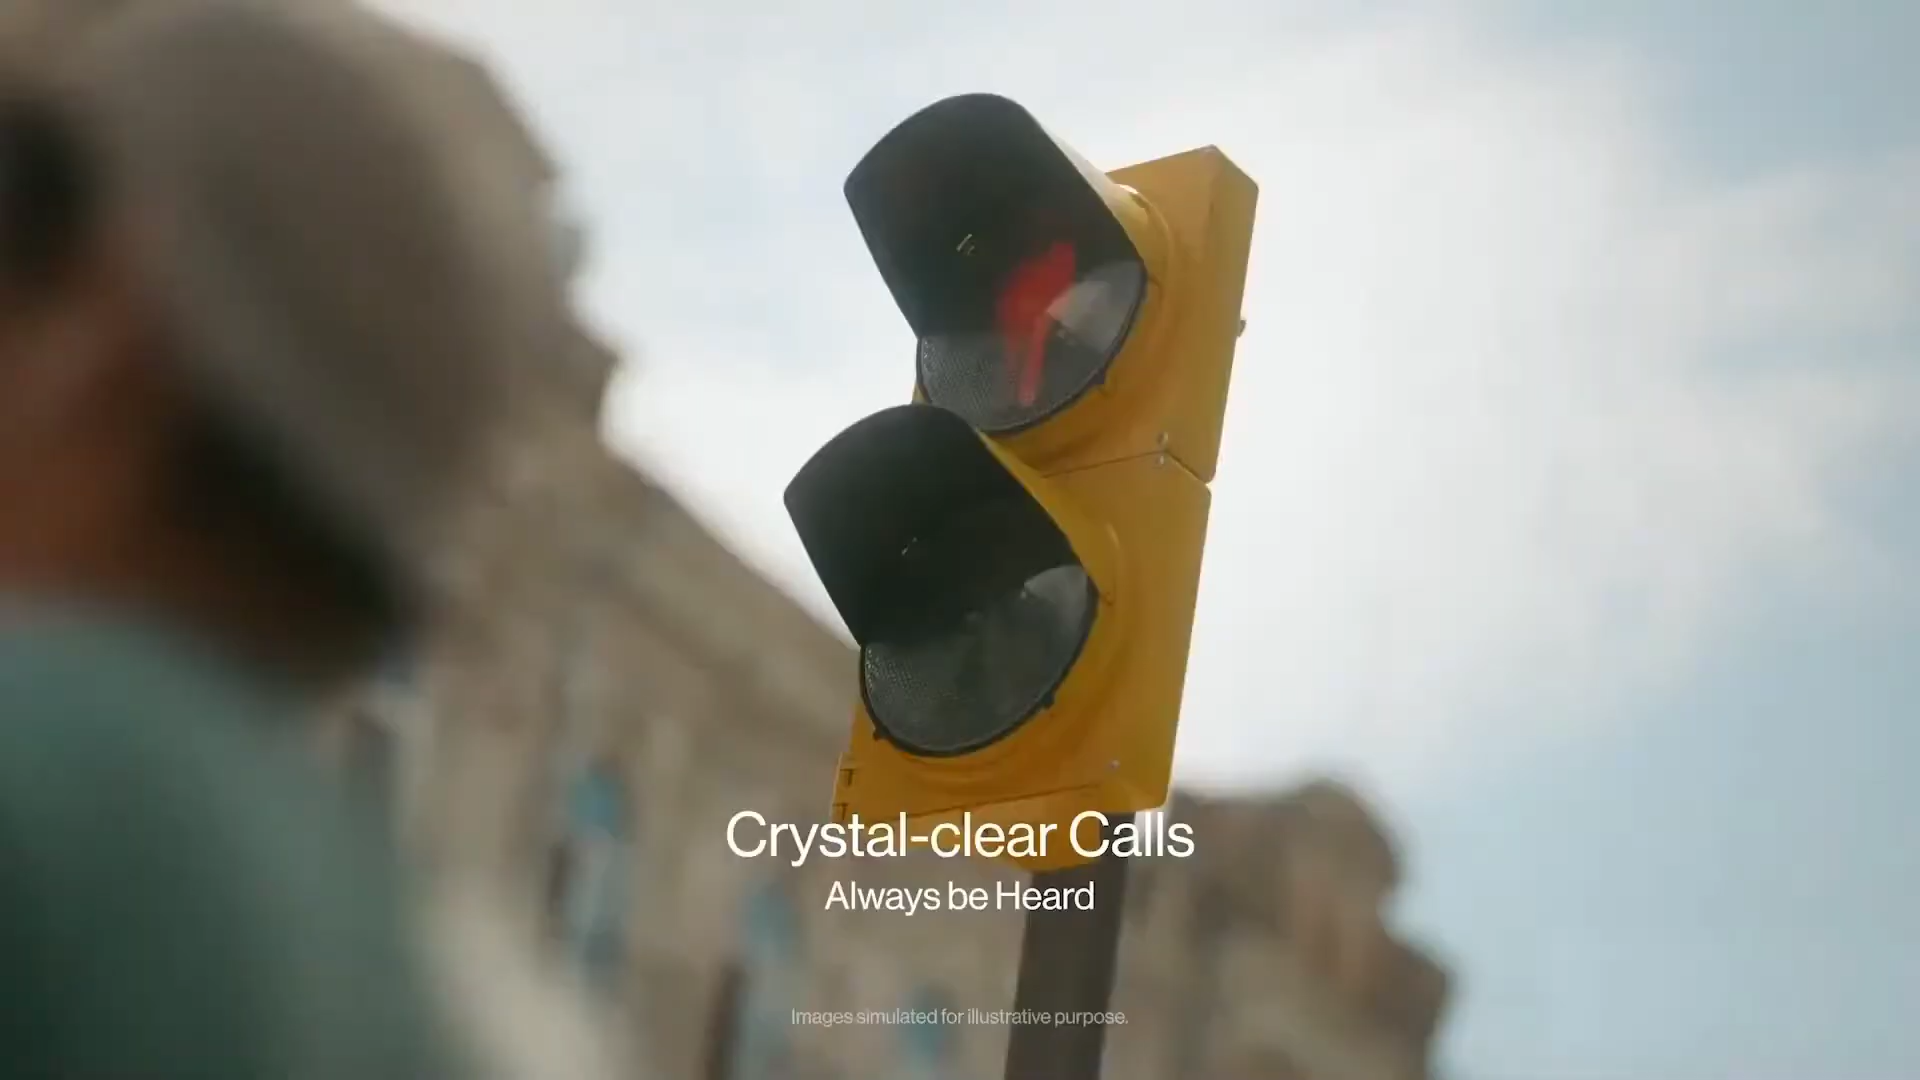 Crystal-clear Calls
Always be Heard
Images simulated for illustrative purpose.